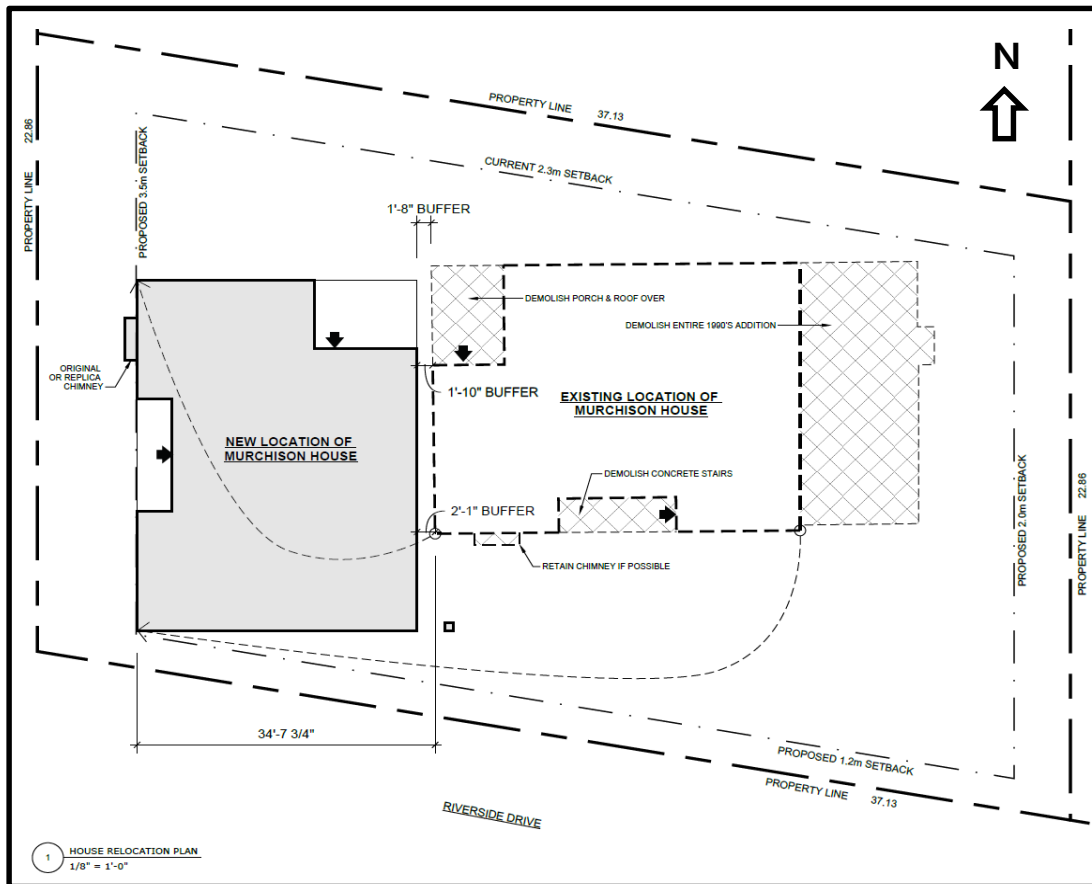 N
PROPERTY LINE 37.13
PROPERTY LINE 22.86
PROPOSED 3.5m SETBACK
CURRENT 2.3m SETBACK
1'-8" BUFFER
DEMOLISH PORCH & ROOF OVER
DEMOLISH ENTIRE 1990'S ADDITION
ORIGINAL
OR REPLICA
CHIMNEY
1'-10" BUFFER
EXISTING LOCATION OF
MURCHISON HOUSE
NEW LOCATION OF
MURCHISON HOUSE
DEMOLISH CONCRETE STAIRS
2'-1" BUFFER
RETAIN CHIMNEY IF POSSIBLE
PROPOSED 2.0m SETBACK
PROPERTY LINE 22.86
34'-7 3/4"
PROPOSED 1.2m SETBACK
PROPERTY LINE 37.13
RIVERSIDE DRIVE
1
HOUSE RELOCATION PLAN
1/8" = 1'-0"